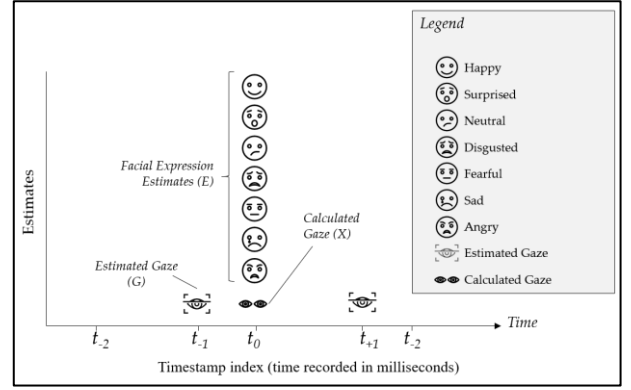 Legend
Happy
Surprised
Neutral
Disgusted
Fearful
Sad
Angry
Estimated Gaze
Calculated Gaze
Estimates
Facial Expression
Estimates (E)
Calculated
Gaze (X)
Estimated Gaze
(G)
Time
t-2
t-1
t0
t+1
t-2
Timestamp index (time recorded in milliseconds)